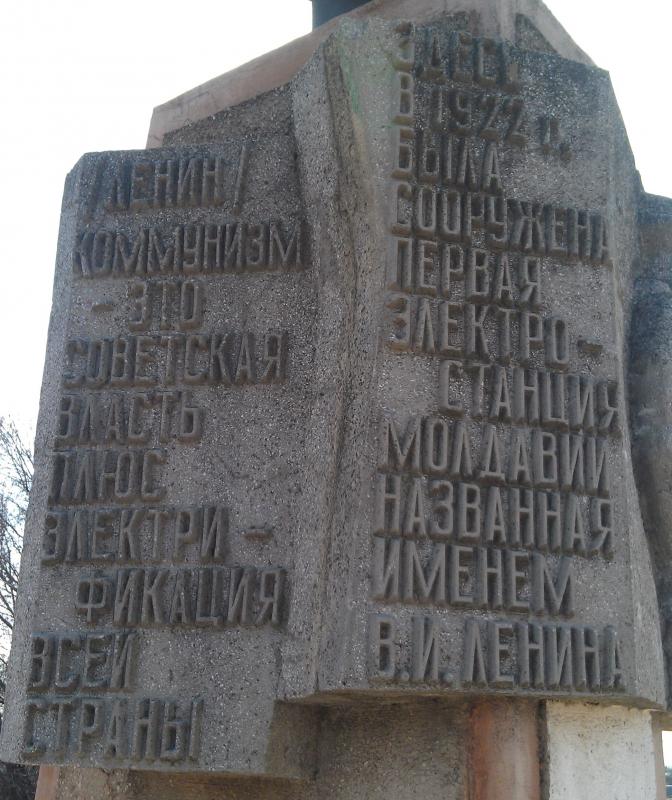 /ЛЕНИН/
КОММУНИЗМ
- ЭТО
СОВЕТСКАЯ
ВЛАСТЬ
ПЛЮС
ЭЛЕКТРИ -
ФИКАЦИЯ
ВСЕЙ
СТРАНЫ
ЗДЕСЬ
В 1922 г.,
БЫЛА
СООРУЖЕНА
ПЕРВАЯ
ЭЛЕКТРО-
СТАНЦИЯ
МОЛДАВИИ
НАЗВАННАЯ
ИМЕНЕМ
В.И. ЛЕНИНА